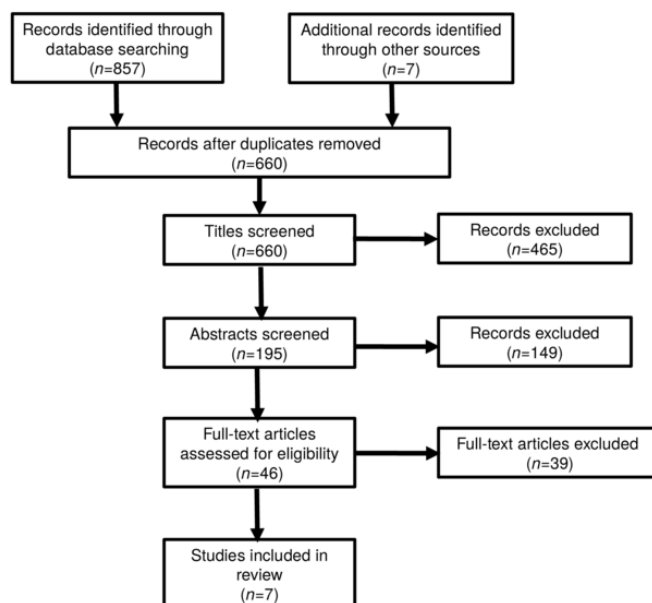 Records identified through
database searching
(n=857)
Additional records identified
through other sources
(n=7)
Records after duplicates removed
(n=660)
Titles screened
(n=660)
Records excluded
(n=465)
Abstracts screened
(n=195)
Records excluded
(n=149)
Full-text articles
assessed for eligibility
(n=46)
Full-text articles excluded
(n=39)
Studies included in
review
(n=7)